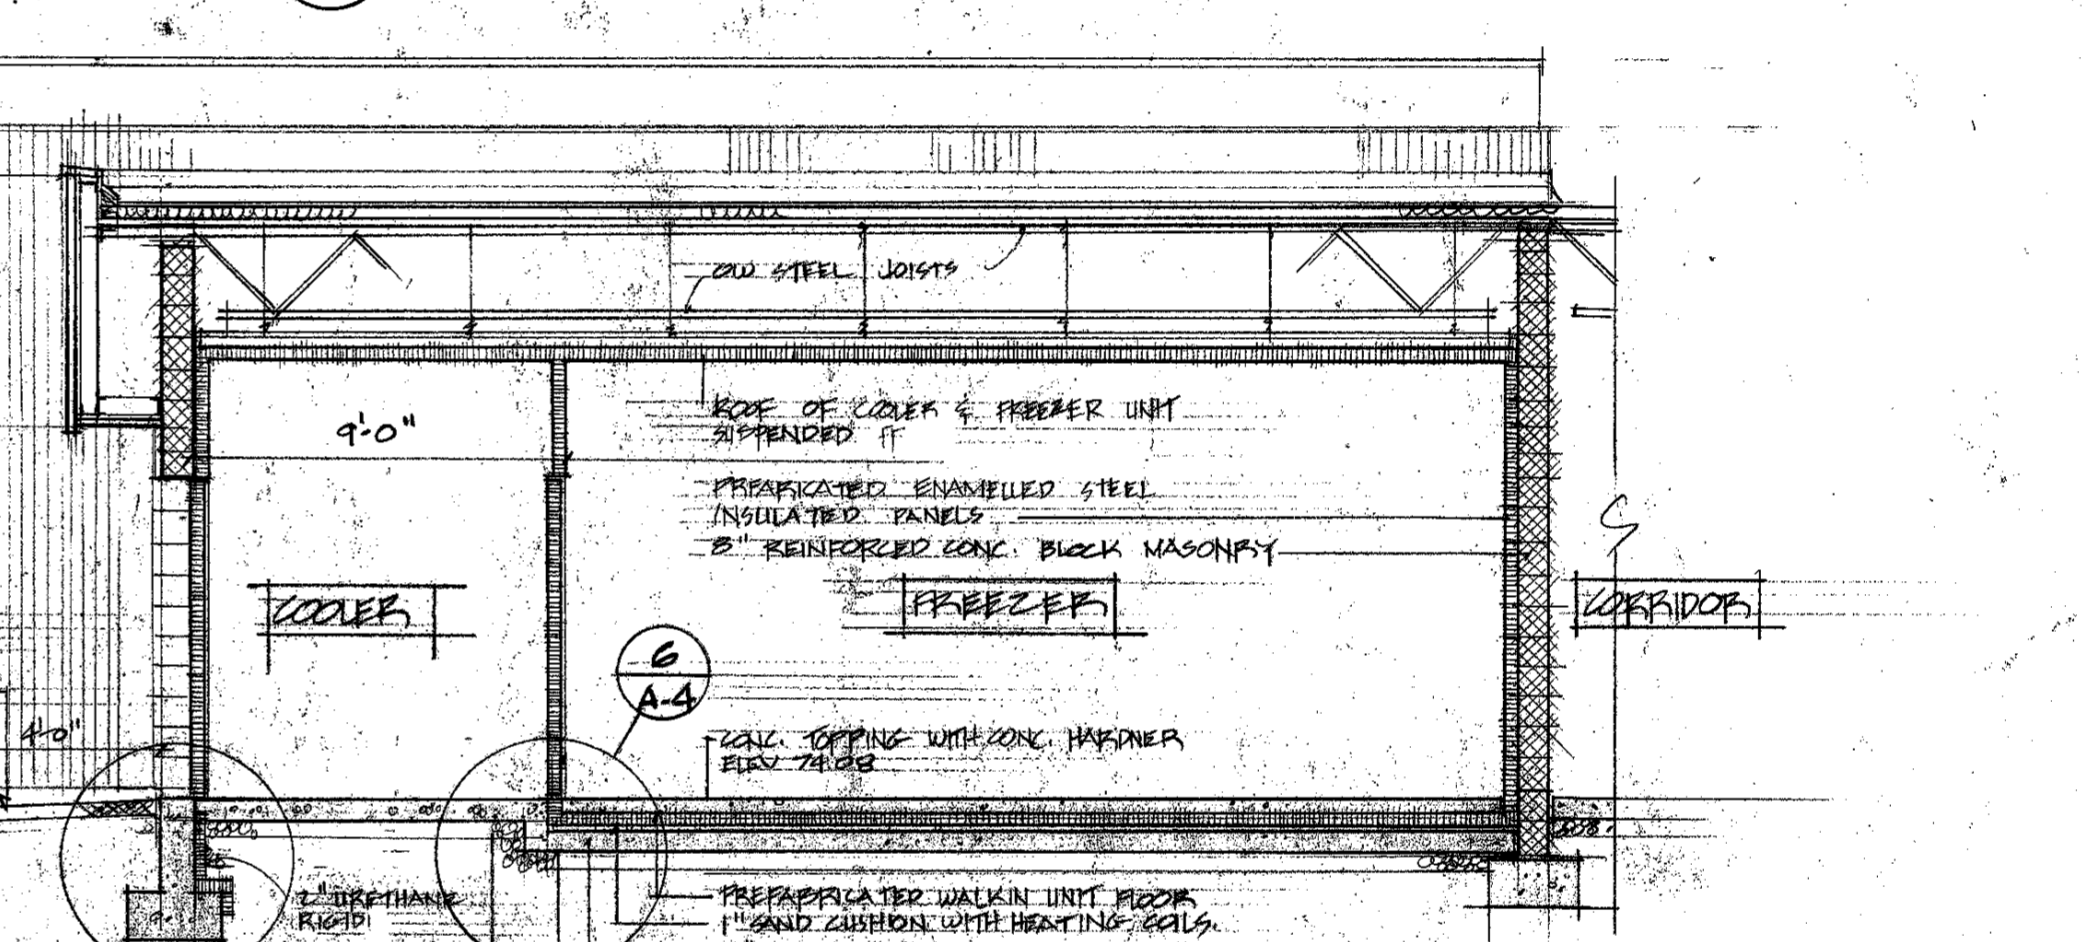 OW STEEL JOISTS
ROOF OF COOLER & FREEZER UNIT
SUSPENDED
9'-0"
PRFARICATED ENAMELLED STEEL
INSULATED PANELS
8" REINFORCED CONC. BLOCK MASONRY
COOLER
FREEZER
CORRIDOR
6
A-4
4'-0"
CONC. TOPPING WITH CONC. HARDNER
ELEV 74.08
2" URETHANE
RIGID
PREFABRICATED WALKIN UNIT FLOOR
1" SAND CUSHION WITH HEATING COILS.